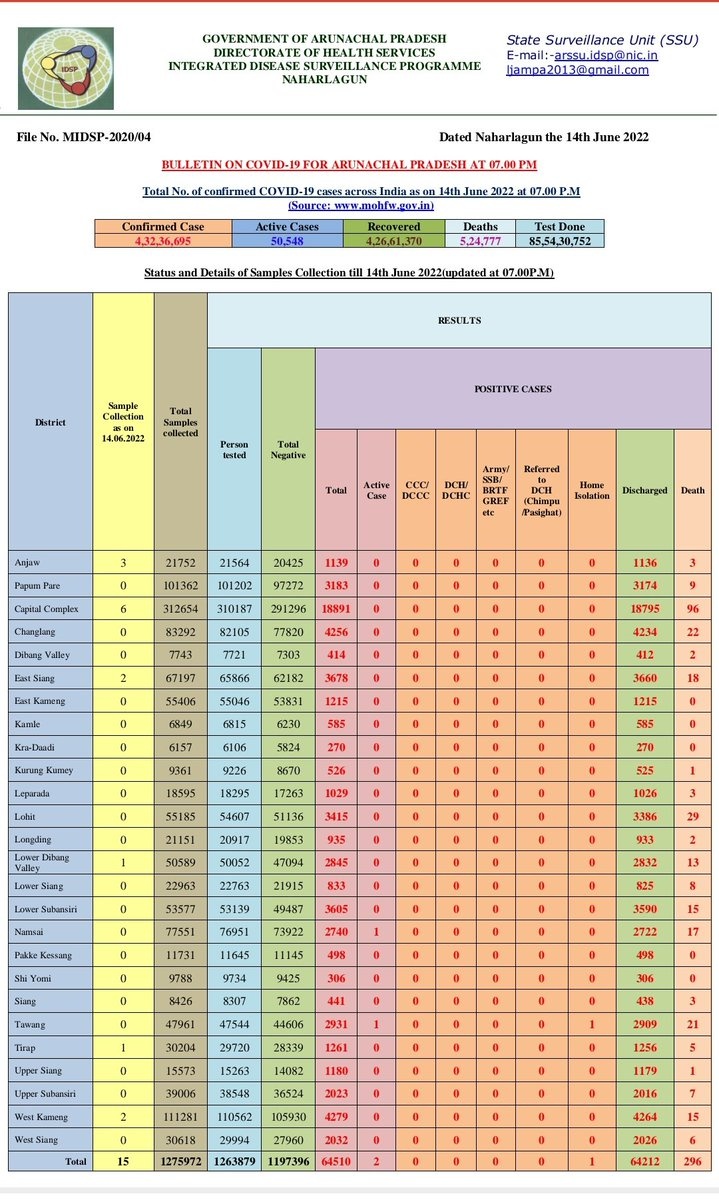 IDSP
GOVERNMENT OF ARUNACHAL PRADESH
DIRECTORATE OF HEALTH SERVICES
INTEGRATED DISEASE SURVEILLANCE PROGRAMME
NAHARLAGUN
State Surveillance Unit (SSU)
E-mail:-arssu.idsp@nic.in
ljampa2013@gmail.com
File No. MIDSP-2020/04 Dated Naharlagun the 14th June 2022
BULLETIN ON COVID-19 FOR ARUNACHAL PRADESH AT 07.00 PM
Total No. of confirmed COVID-19 cases across India as on 14th June 2022 at 07.00 P.M
(Source: www.mohfw.gov.in)
Confirmed Case Active Cases Recovered Deaths Test Done
4,32,36,695 50,548 4,26,61,370 5,24,777 85,54,30,752
Status and Details of Samples Collection till 14th June 2022(updated at 07.00P.M)
District
Sample
Collection
as on
14.06.2022
Total
Samples
collected
RESULTS
Person
tested
Total
Negative
POSITIVE CASES
Total
Active
Case
CCC/
DCCC
DCH/
DCHC
Army/
SSB/
BRTF
GREF
etc
Referred
to
DCH
(Chimpu
/Pasighat)
Home
Isolation
Discharged
Death
Anjaw 3 21752 21564 20425 1139 0 0 0 0 0 0 1136 3
Papum Pare 0 101362 101202 97272 3183 0 0 0 0 0 0 3174 9
Capital Complex 6 312654 310187 291296 18891 0 0 0 0 0 0 18795 96
Changlang 0 83292 82105 77820 4256 0 0 0 0 0 0 4234 22
Dibang Valley 0 7743 7721 7303 414 0 0 0 0 0 0 412 2
East Siang 2 67197 65866 62182 3678 0 0 0 0 0 0 3660 18
East Kameng 0 55406 55046 53831 1215 0 0 0 0 0 0 1215 0
Kamle 0 6849 6815 6230 585 0 0 0 0 0 0 585 0
Kra-Daadi 0 6157 6106 5824 270 0 0 0 0 0 0 270 0
Kurung Kumey 0 9361 9226 8670 526 0 0 0 0 0 0 525 1
Leparada 0 18595 18295 17263 1029 0 0 0 0 0 0 1026 3
Lohit 0 55185 54607 51136 3415 0 0 0 0 0 0 3386 29
Longding 0 21151 20917 19853 935 0 0 0 0 0 0 933 2
Lower Dibang
Valley 1 50589 50052 47094 2845 0 0 0 0 0 0 2832 13
Lower Siang 0 22963 22763 21915 833 0 0 0 0 0 0 825 8
Lower Subansiri 0 53577 53139 49487 3605 0 0 0 0 0 0 3590 15
Namsai 0 77551 76951 73922 2740 1 0 0 0 0 0 2722 17
Pakke Kessang 0 11731 11645 11145 498 0 0 0 0 0 0 498 0
Shi Yomi 0 9788 9734 9425 306 0 0 0 0 0 0 306 0
Siang 0 8426 8307 7862 441 0 0 0 0 0 0 438 3
Tawang 0 47961 47544 44606 2931 1 0 0 0 0 1 2909 21
Tirap 1 30204 29720 28339 1261 0 0 0 0 0 0 1256 5
Upper Siang 0 15573 15263 14082 1180 0 0 0 0 0 0 1179 1
Upper Subansiri 0 39006 38548 36524 2023 0 0 0 0 0 0 2016 7
West Kameng 2 111281 110562 105930 4279 0 0 0 0 0 0 4264 15
West Siang 0 30618 29994 27960 2032 0 0 0 0 0 0 2026 6
Total 15 1275972 1263879 1197396 64510 2 0 0 0 0 1 64212 296